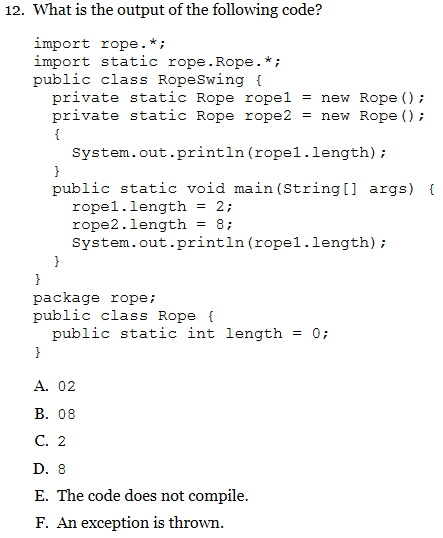 12. What is the output of the following code?
import rope.*;
import static rope.Rope.*;
public class RopeSwing {
private static Rope rope1 = new Rope();
private static Rope rope2 = new Rope();
{
System.out.println(rope1.length);
}
public static void main(String[] args) {
rope1.length = 2;
rope2.length = 8;
System.out.println(rope1.length);
}
}
package rope;
public class Rope {
public static int length = 0;
}
A. 02
B. 08
C. 2
D. 8
E. The code does not compile.
F. An exception is thrown.